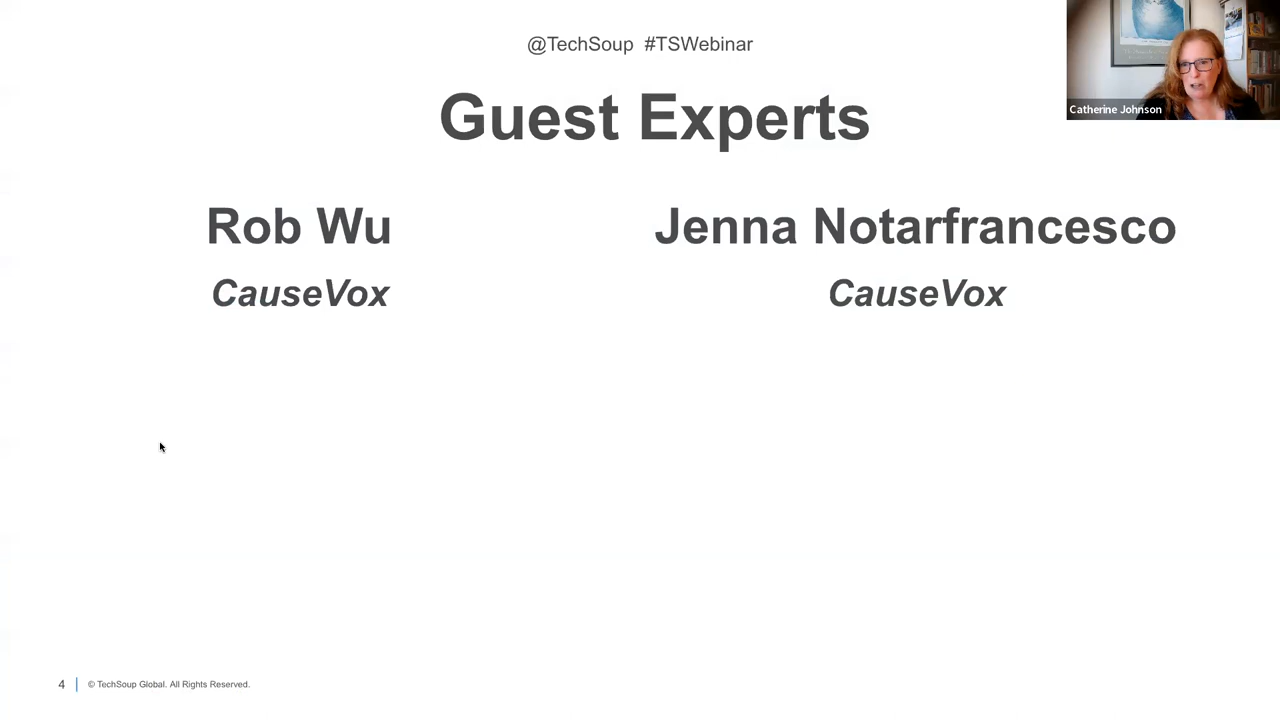 @TechSoup #TSWebinar
Catherine Johnson
Guest Experts
Rob Wu
Jenna Notarfrancesco
CauseVox
CauseVox
4
© TechSoup Global. All Rights Reserved.